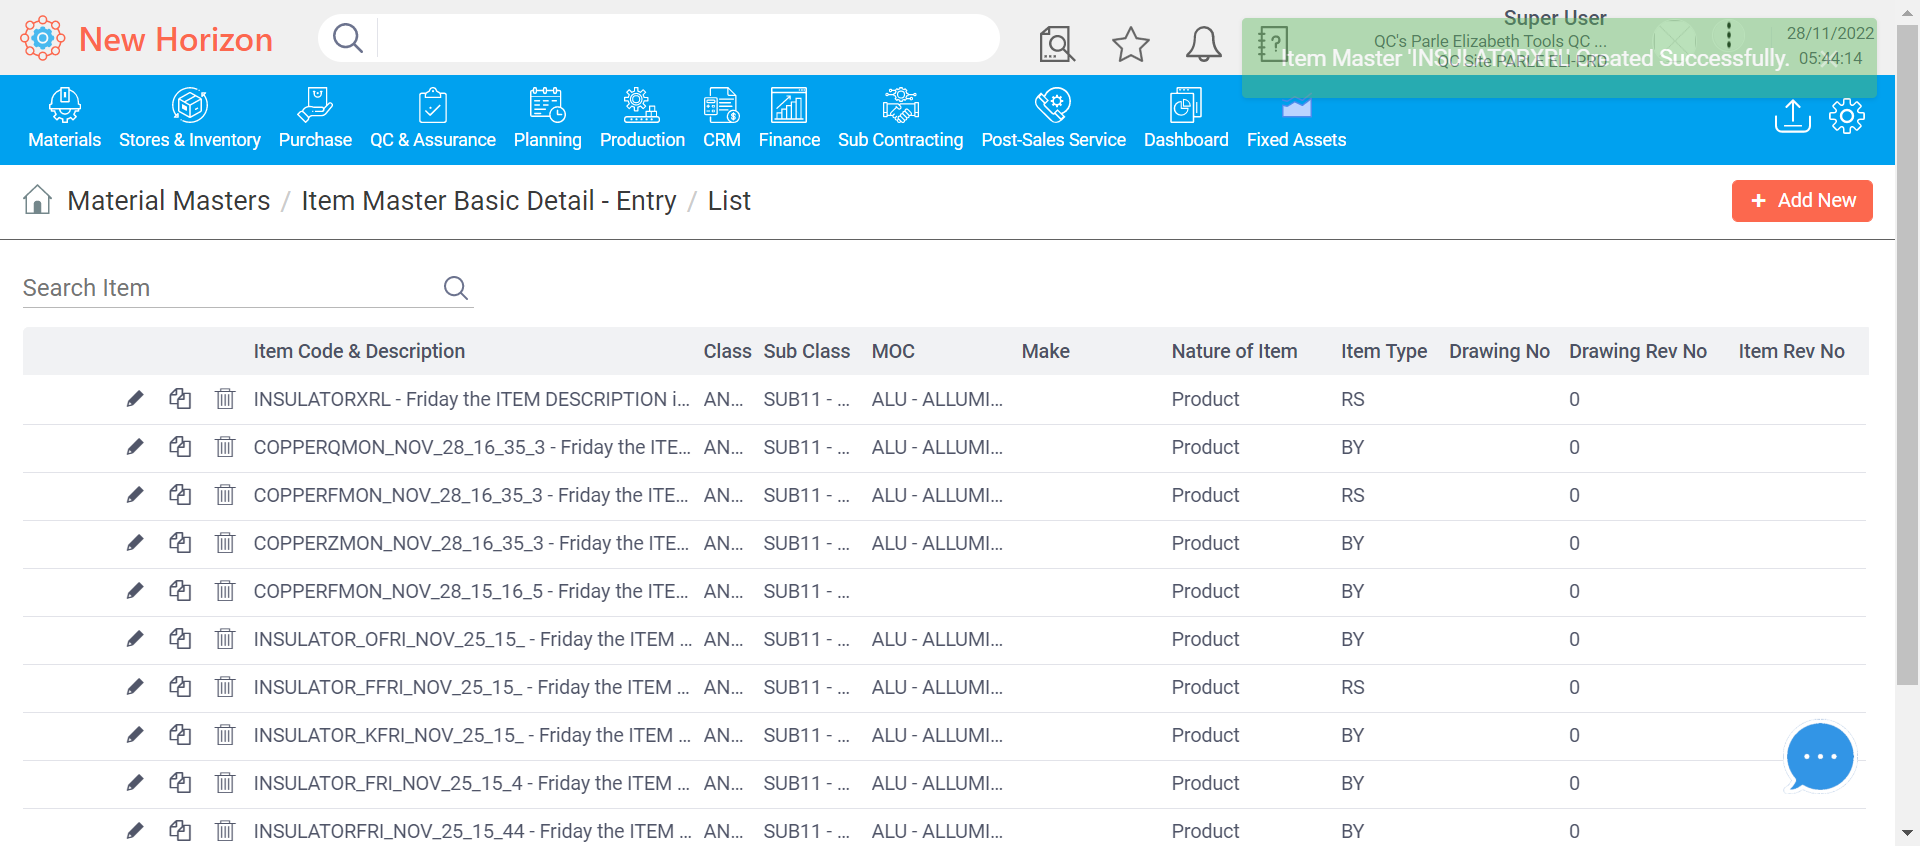 New Horizon
Super User
QC's Parle Elizabeth Tools QC ...
QC Site PARLE ELI-PRD
28/11/2022
05:44:14
Item Master 'INSULATORXRL' Created Successfully.
Materials
Stores & Inventory
Purchase
QC & Assurance
Planning
Production
CRM
Finance
Sub Contracting
Post-Sales Service
Dashboard
Fixed Assets
Material Masters / Item Master Basic Detail - Entry / List
+ Add New
Search Item
Item Code & Description Class Sub Class MOC Make Nature of Item Item Type Drawing No Drawing Rev No Item Rev No
INSULATORXRL - Friday the ITEM DESCRIPTION i... AN... SUB11 - ... ALU - ALLUMI... Product RS 0
COPPERQMON_NOV_28_16_35_3 - Friday the ITE... AN... SUB11 - ... ALU - ALLUMI... Product BY 0
COPPERFMON_NOV_28_16_35_3 - Friday the ITE... AN... SUB11 - ... ALU - ALLUMI... Product RS 0
COPPERZMON_NOV_28_16_35_3 - Friday the ITE... AN... SUB11 - ... ALU - ALLUMI... Product BY 0
COPPERFMON_NOV_28_15_16_5 - Friday the ITE... AN... SUB11 - ... Product BY 0
INSULATOR_OFRI_NOV_25_15_ - Friday the ITEM ... AN... SUB11 - ... ALU - ALLUMI... Product BY 0
INSULATOR_FFRI_NOV_25_15_ - Friday the ITEM ... AN... SUB11 - ... ALU - ALLUMI... Product RS 0
INSULATOR_KFRI_NOV_25_15_ - Friday the ITEM ... AN... SUB11 - ... ALU - ALLUMI... Product BY 0
INSULATOR_FRI_NOV_25_15_4 - Friday the ITEM ... AN... SUB11 - ... ALU - ALLUMI... Product BY 0
INSULATORFRI_NOV_25_15_44 - Friday the ITEM ... AN... SUB11 - ... ALU - ALLUMI... Product BY 0